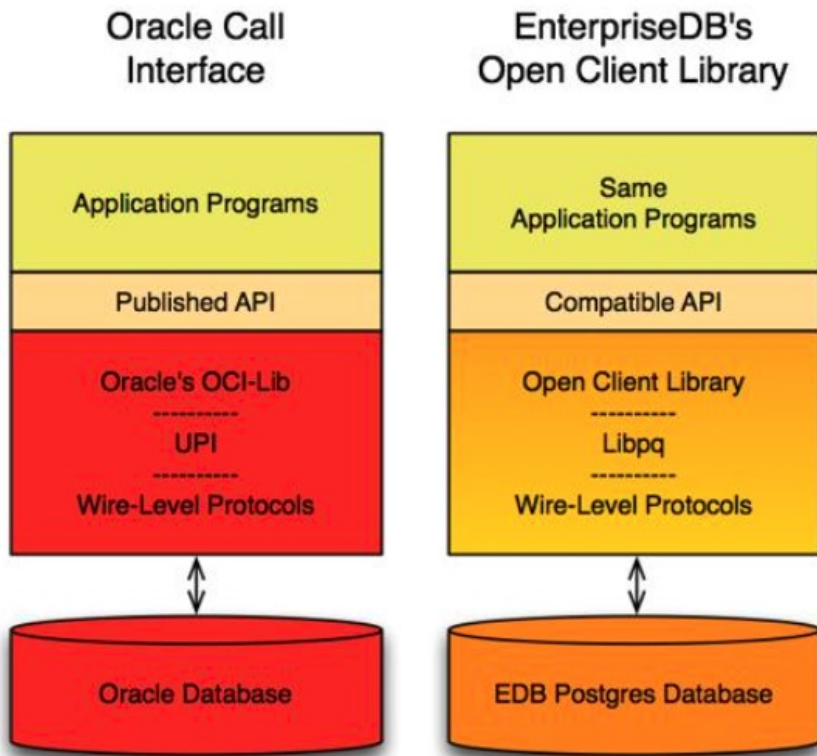 Oracle Call
Interface
Application Programs
Published API
Oracle's OCI-Lib
----------
UPI
----------
Wire-Level Protocols
Oracle Database
EnterpriseDB's
Open Client Library
Same
Application Programs
Compatible API
Open Client Library
----------
Libpq
----------
Wire-Level Protocols
EDB Postgres Database